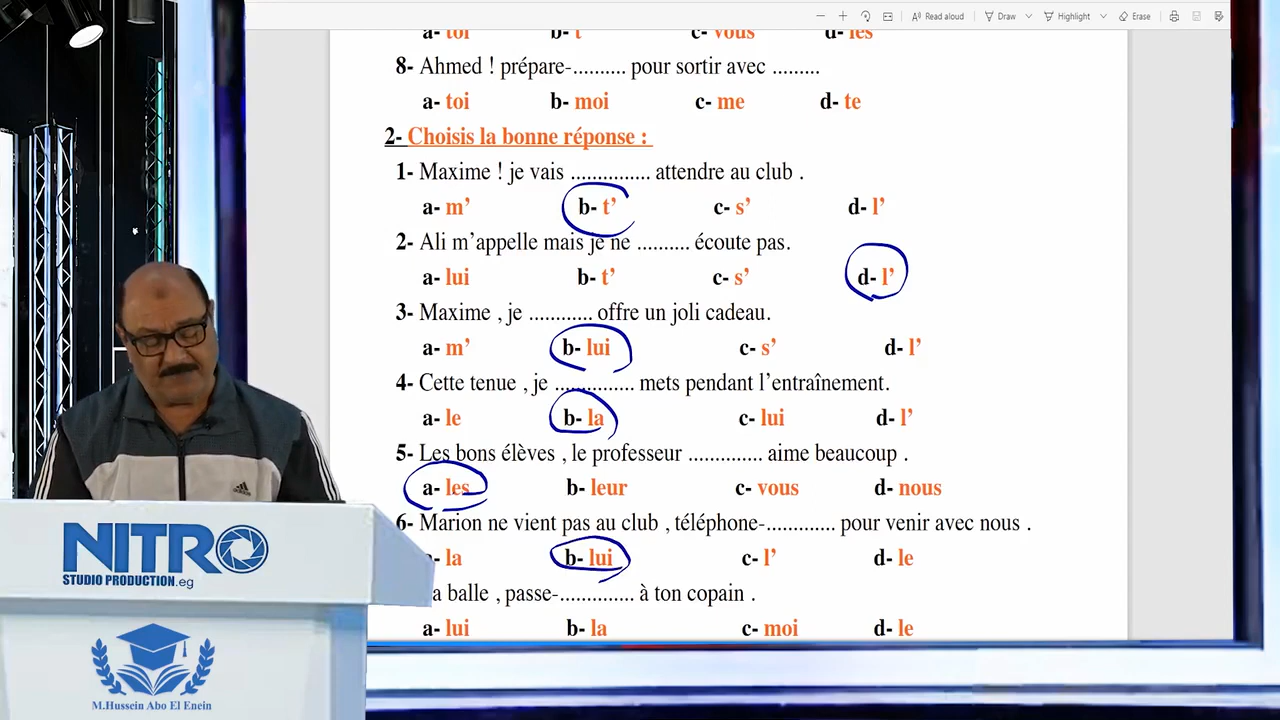 Read aloud Draw Highlight Erase
a- toi b- t' c- vous d- les
8- Ahmed ! prépare-.......... pour sortir avec .........
a- toi b- moi c- me d- te
2- Choisis la bonne réponse :
1- Maxime ! je vais ............... attendre au club .
a- m’ b- t’ c- s’ d- l’
2- Ali m’appelle mais je ne .......... écoute pas.
a- lui b- t’ c- s’ d- l’
3- Maxime , je ............ offre un joli cadeau.
a- m’ b- lui c- s’ d- l’
4- Cette tenue , je ............... mets pendant l’entraînement.
a- le b- la c- lui d- l’
5- Les bons élèves , le professeur .............. aime beaucoup .
a- les b- leur c- vous d- nous
6- Marion ne vient pas au club , téléphone-............. pour venir avec nous .
- la b- lui c- l’ d- le
a balle , passe-.............. à ton copain .
a- lui b- la c- moi d- le
NITRO
STUDIO PRODUCTION.eg
M.Hussein Abo El Enein